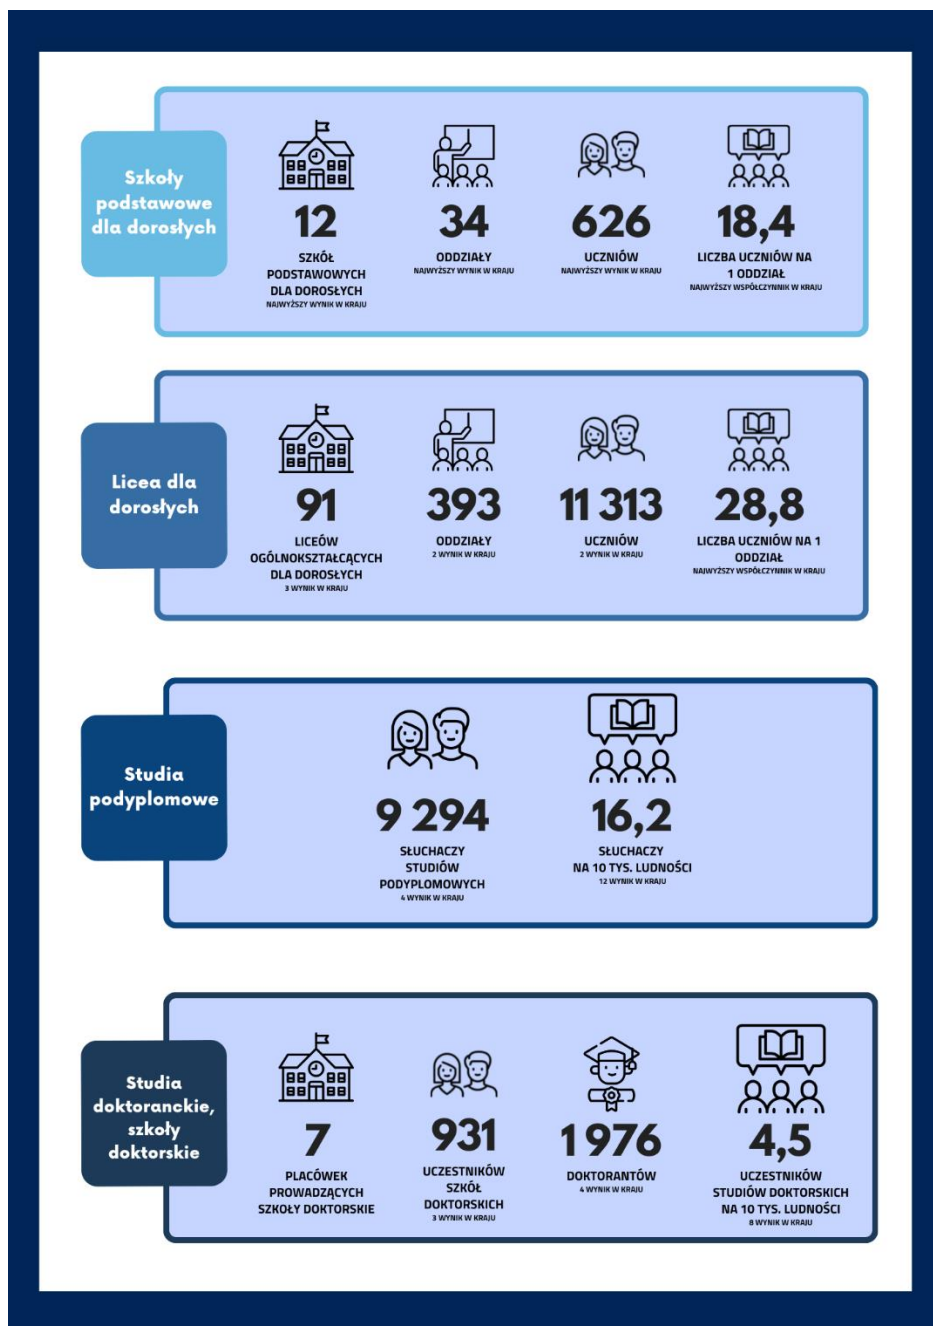 Szkoły
podstawowe
dla dorosłych
12
SZKÓŁ
PODSTAWOWYCH
DLA DOROSŁYCH
NAJWYŻSZY WYNIK W KRAJU
34
ODDZIAŁY
NAJWYŻSZY WYNIK W KRAJU
626
UCZNIÓW
NAJWYŻSZY WYNIK W KRAJU
18,4
LICZBA UCZNIÓW NA
1 ODDZIAŁ
NAJWYŻSZY WSPÓŁCZYNNIK W KRAJU
Licea dla
dorosłych
91
LICEÓW
OGÓLNOKSZTAŁCĄCYCH
DLA DOROSŁYCH
3 WYNIK W KRAJU
393
ODDZIAŁY
2 WYNIK W KRAJU
11 313
UCZNIÓW
2 WYNIK W KRAJU
28,8
LICZBA UCZNIÓW NA 1
ODDZIAŁ
NAJWYŻSZY WSPÓŁCZYNNIK W KRAJU
Studia
podyplomowe
9 294
SŁUCHACZY
STUDIÓW
PODYPLOMOWYCH
4 WYNIK W KRAJU
16,2
SŁUCHACZY
NA 10 TYS. LUDNOŚCI
12 WYNIK W KRAJU
Studia
doktoranckie,
szkoły
doktorskie
7
PLACÓWEK
PROWADZĄCYCH
SZKOŁY DOKTORSKIE
931
UCZESTNIKÓW
SZKÓŁ
DOKTORSKICH
3 WYNIK W KRAJU
1 976
DOKTORANTÓW
4 WYNIK W KRAJU
4,5
UCZESTNIKÓW
STUDIÓW DOKTORSKICH
NA 10 TYS. LUDNOŚCI
8 WYNIK W KRAJU